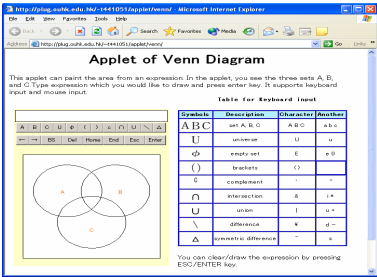 http://plug.ouhk.edu.hk/~t441051/applet/venn/ - Microsoft Internet Explorer
File Edit View Favorites Tools Help
Back Search Favorites Media
Address http://plug.ouhk.edu.hk/~t441051/applet/venn/ Go Links
Applet of Venn Diagram
This applet can paint the area from an expression. In the applet, you see the three sets A, B,
and C.Type expression which you would like to draw and press enter key. It supports keyboard
input and mouse input.
Table for Keyboard input
Symbols Description Character Another
A B C set A, B, C A B C a b c
U universe U u
ϕ empty set E e 0
( ) brackets ( )
complement
∩ intersection & i *
∪ union | u +
\ difference ¥ d -
Δ symmetric difference ~ s
A B C U ϕ ( ) c ∩ ∪ \ Δ
← → BS Del Home End Esc Enter
A
B
C
You can clear/draw the expression by pressing
ESC/ENTER key.